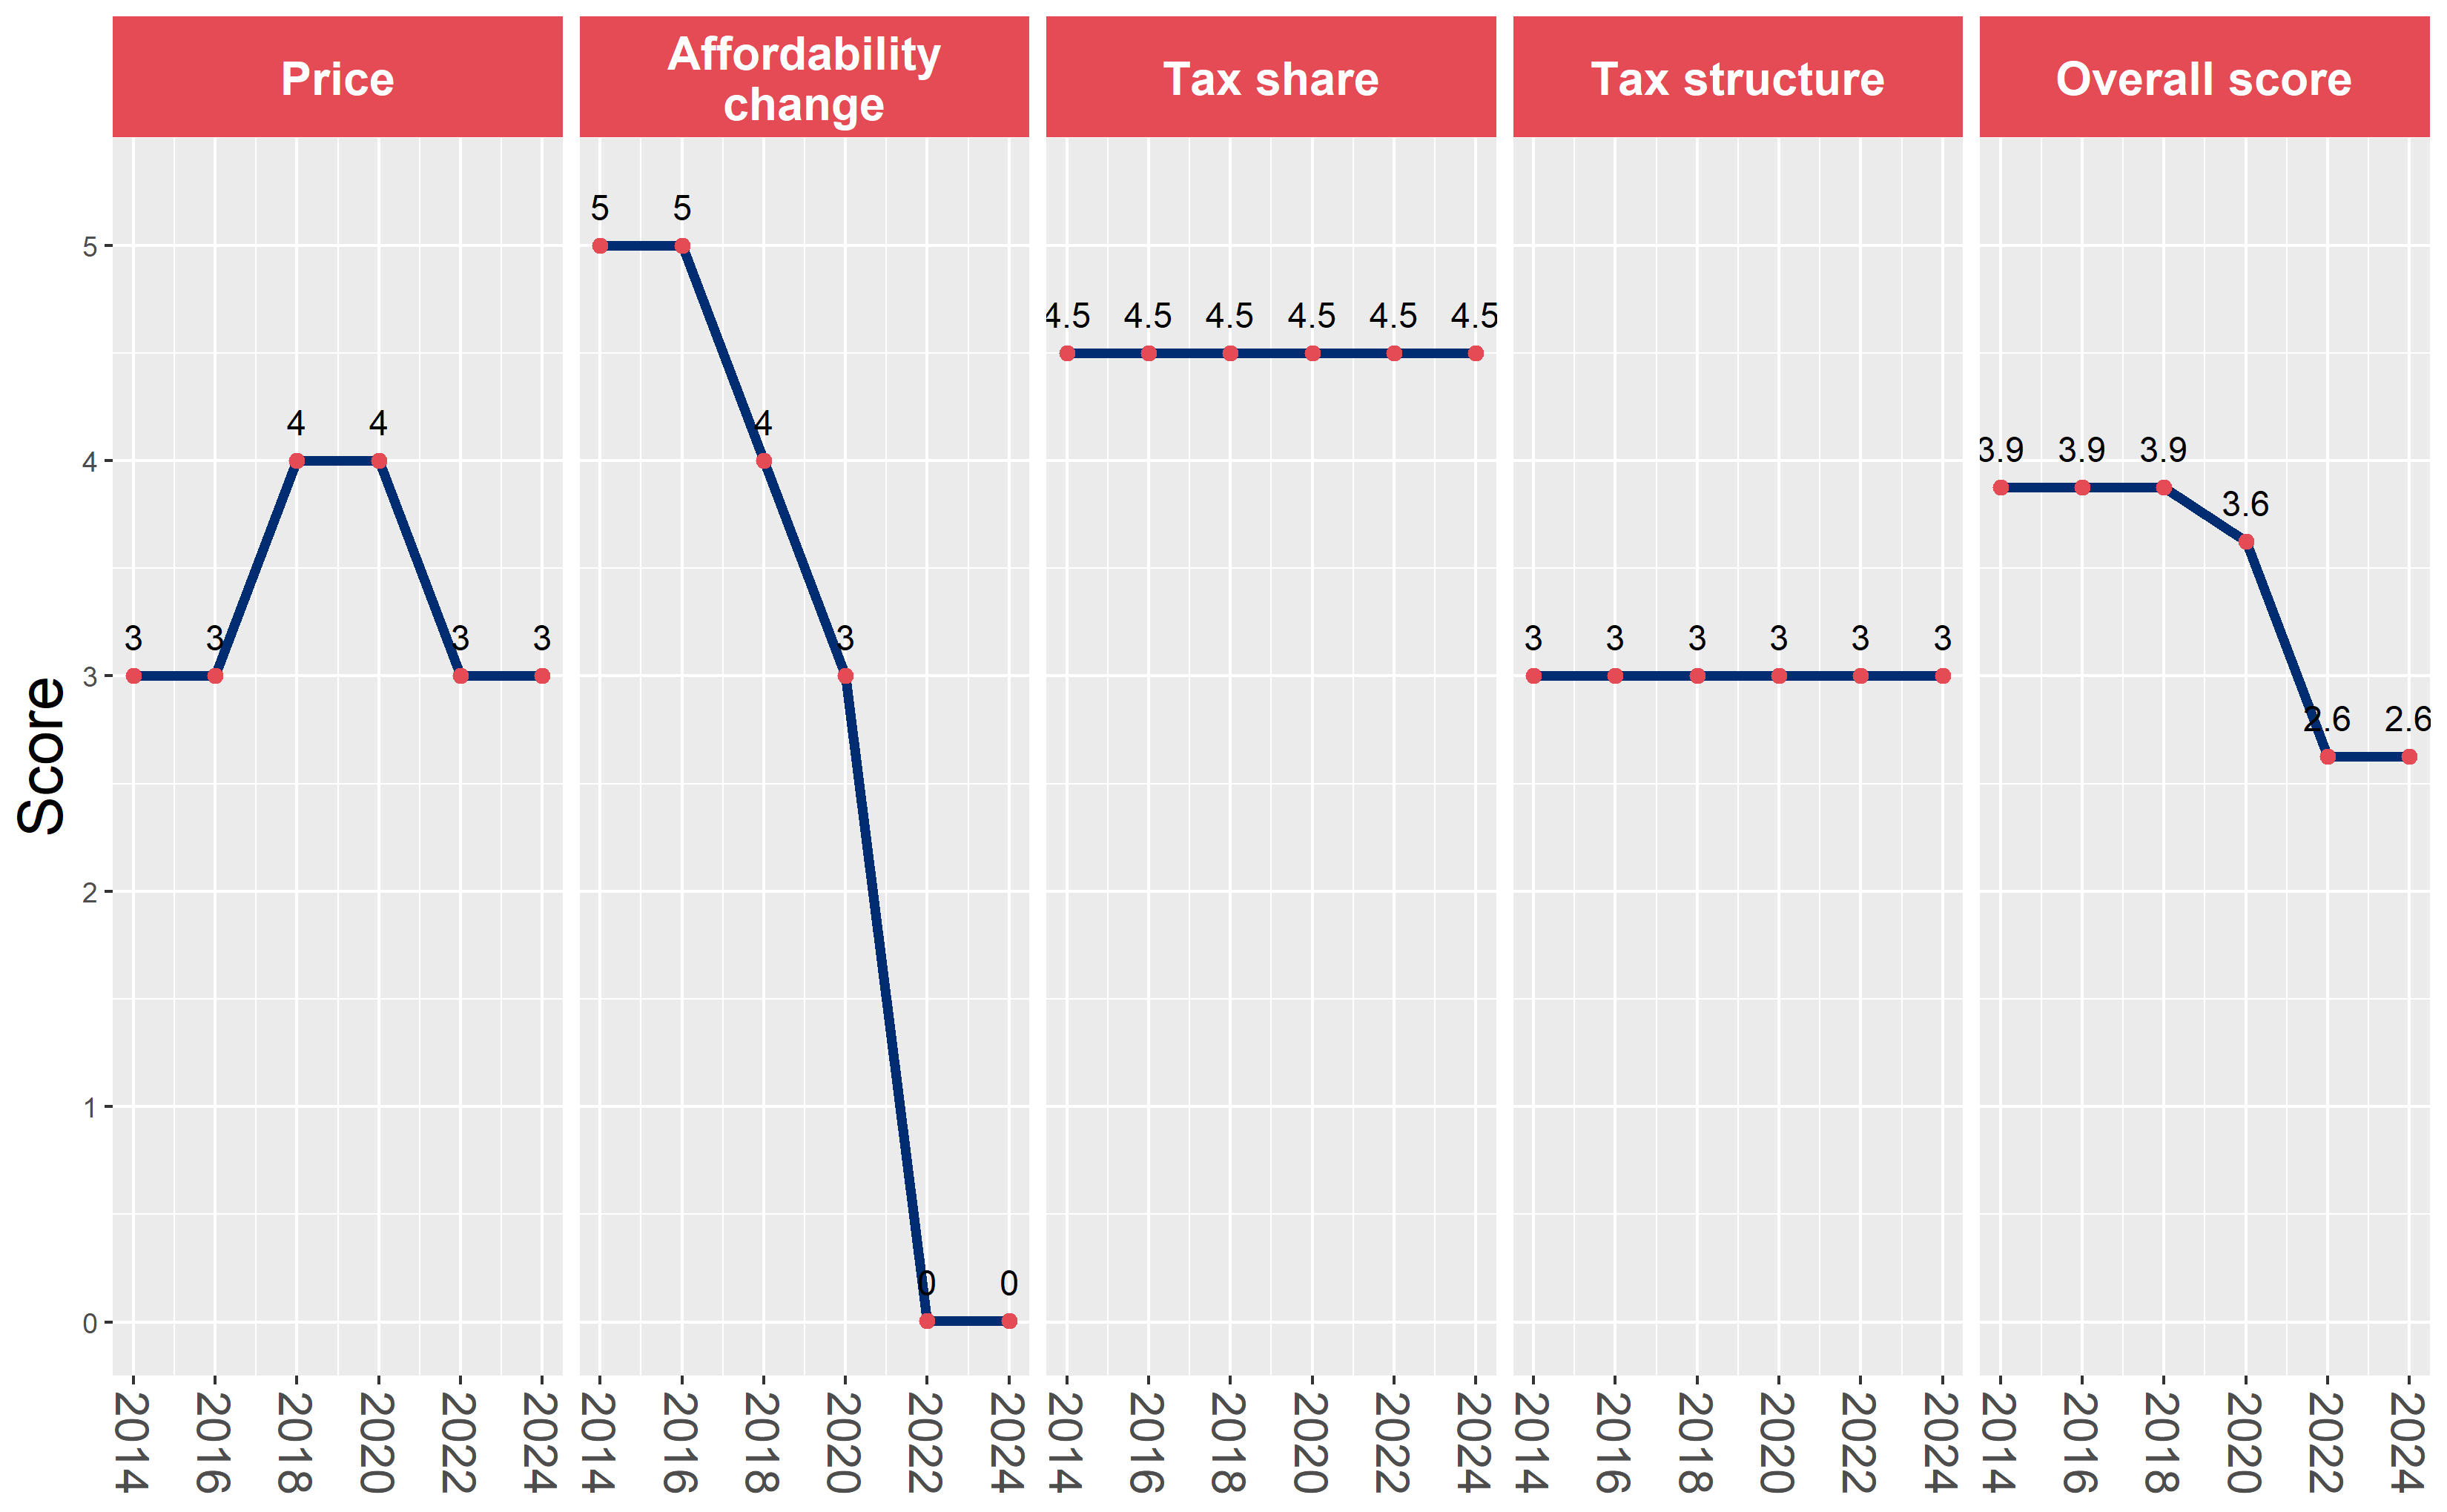 Price
Affordability
change
Tax share
Tax structure
Overall score
Score
5
4
3
2
1
0
3 3 4 4 3 3
5 5 4 3 0 0
4.5 4.5 4.5 4.5 4.5 4.5
3 3 3 3 3 3
3.9 3.9 3.9 3.6 2.6 2.6
2014 2016 2018 2020 2022 2024
2014 2016 2018 2020 2022 2024
2014 2016 2018 2020 2022 2024
2014 2016 2018 2020 2022 2024
2014 2016 2018 2020 2022 2024